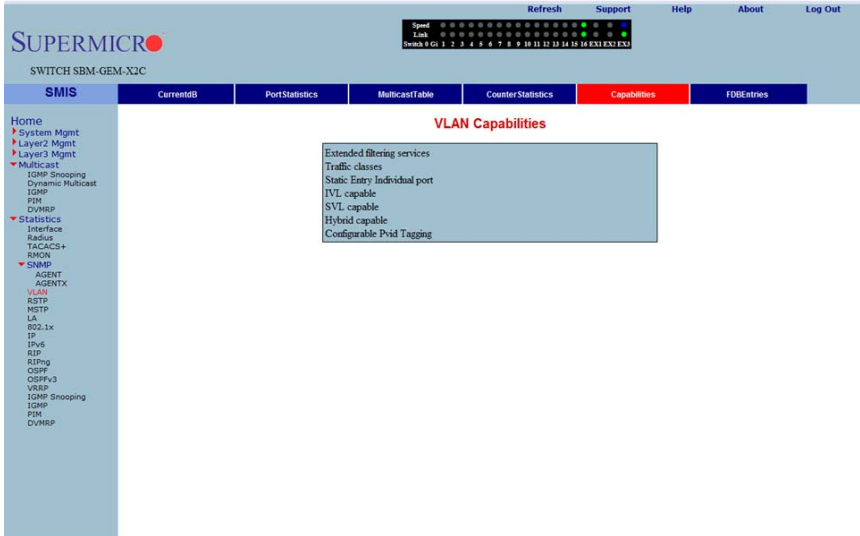 Refresh Support Help About Log Out
SUPERMICRO
Speed
Link
Switch 0 Gi 1 2 3 4 5 6 7 8 9 10 11 12 13 14 15 16 EX1 EX2 EX3
SWITCH SBM-GEM-X2C
SMIS CurrentdB PortStatistics MulticastTable CounterStatistics Capabilities FDBEntries
Home
System Mgmt
Layer2 Mgmt
Layer3 Mgmt
Multicast
IGMP Snooping
Dynamic Multicast
IGMP
PIM
DVMRP
Statistics
Interface
Radius
TACACS+
RMON
SNMP
AGENT
AGENTX
VLAN
RSTP
MSTP
LA
802.1x
IP
IPv6
RIP
RIPng
OSPF
OSPFv3
VRRP
IGMP Snooping
IGMP
PIM
DVMRP
VLAN Capabilities
Extended filtering services
Traffic classes
Static Entry Individual port
IVL capable
SVL capable
Hybrid capable
Configurable Pvid Tagging